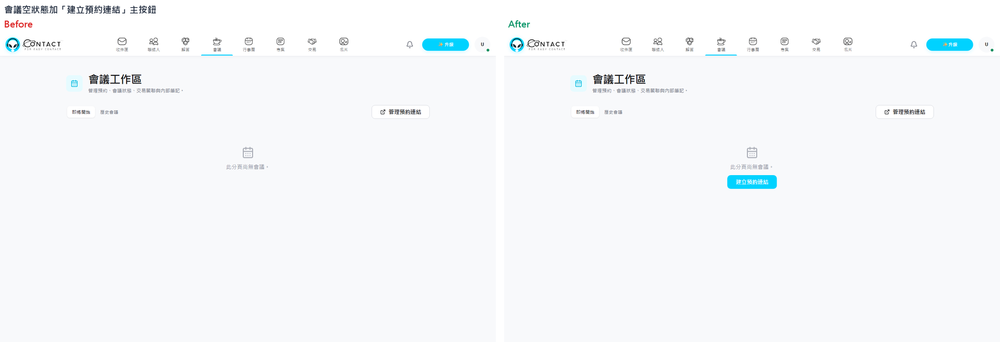 會議空狀態加「建立預約連結」主按鈕
Before
CONTACT
FOR EASY CONTACT
收件匣 聯絡人 解答 會議 行事曆 專案 交易 名片
✨ 升級
U
會議工作區
管理預約、會議狀態、交易關聯與內部筆記。
即將開始 歷史會議
管理預約連結
此分頁尚無會議。
After
CONTACT
FOR EASY CONTACT
收件匣 聯絡人 解答 會議 行事曆 專案 交易 名片
✨ 升級
U
會議工作區
管理預約、會議狀態、交易關聯與內部筆記。
即將開始 歷史會議
管理預約連結
此分頁尚無會議。
建立預約連結